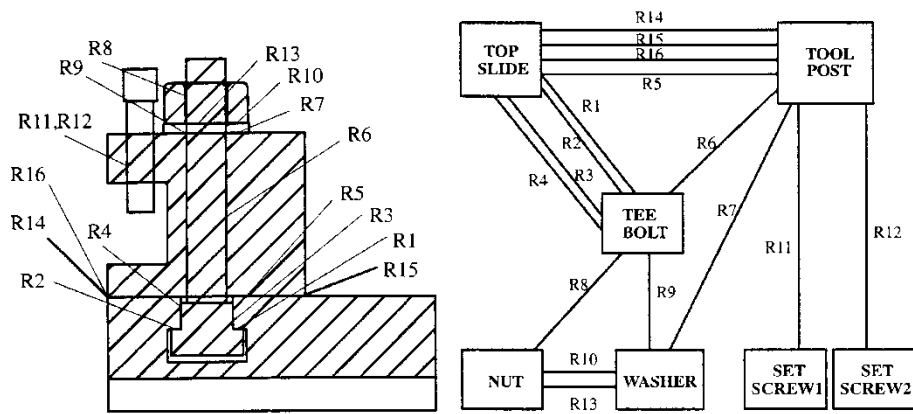 R8
R13
R9
R10
R7
R11,R12
R6
R16
R5
R14
R4
R3
R2
R1
R15
R14
TOP
SLIDE
R15
TOOL
POST
R16
R5
R1
R2
R6
R3
R4
R7
TEE
BOLT
R11
R12
R8
R9
R10
NUT
WASHER
R13
SET
SCREW1
SET
SCREW2